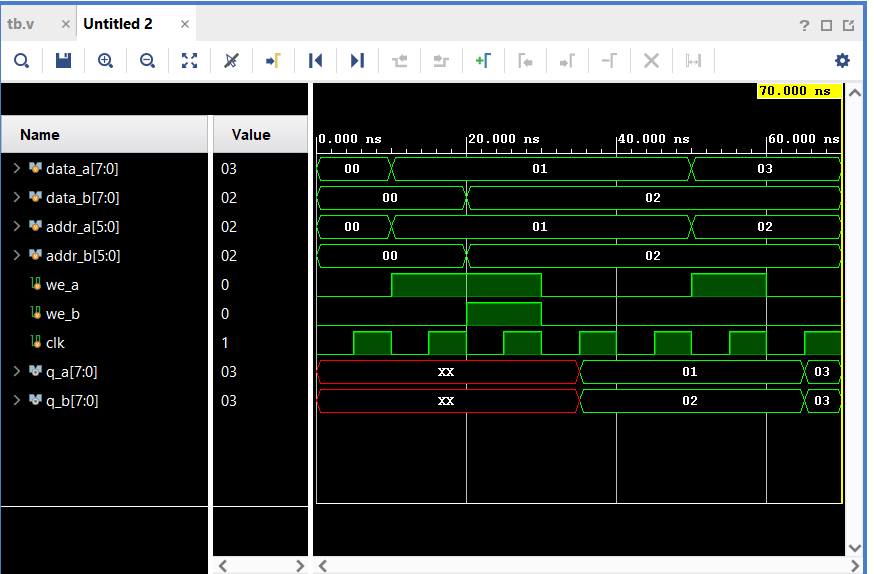 tb.v × Untitled 2 × ?
70.000 ns
Name Value 0.000 ns 20.000 ns 40.000 ns 60.000 ns
data_a[7:0] 03 00 01 03
data_b[7:0] 02 00 02
addr_a[5:0] 02 00 01 02
addr_b[5:0] 02 00 02
we_a 0
we_b 0
clk 1
q_a[7:0] 03 XX 01 03
q_b[7:0] 03 XX 02 03